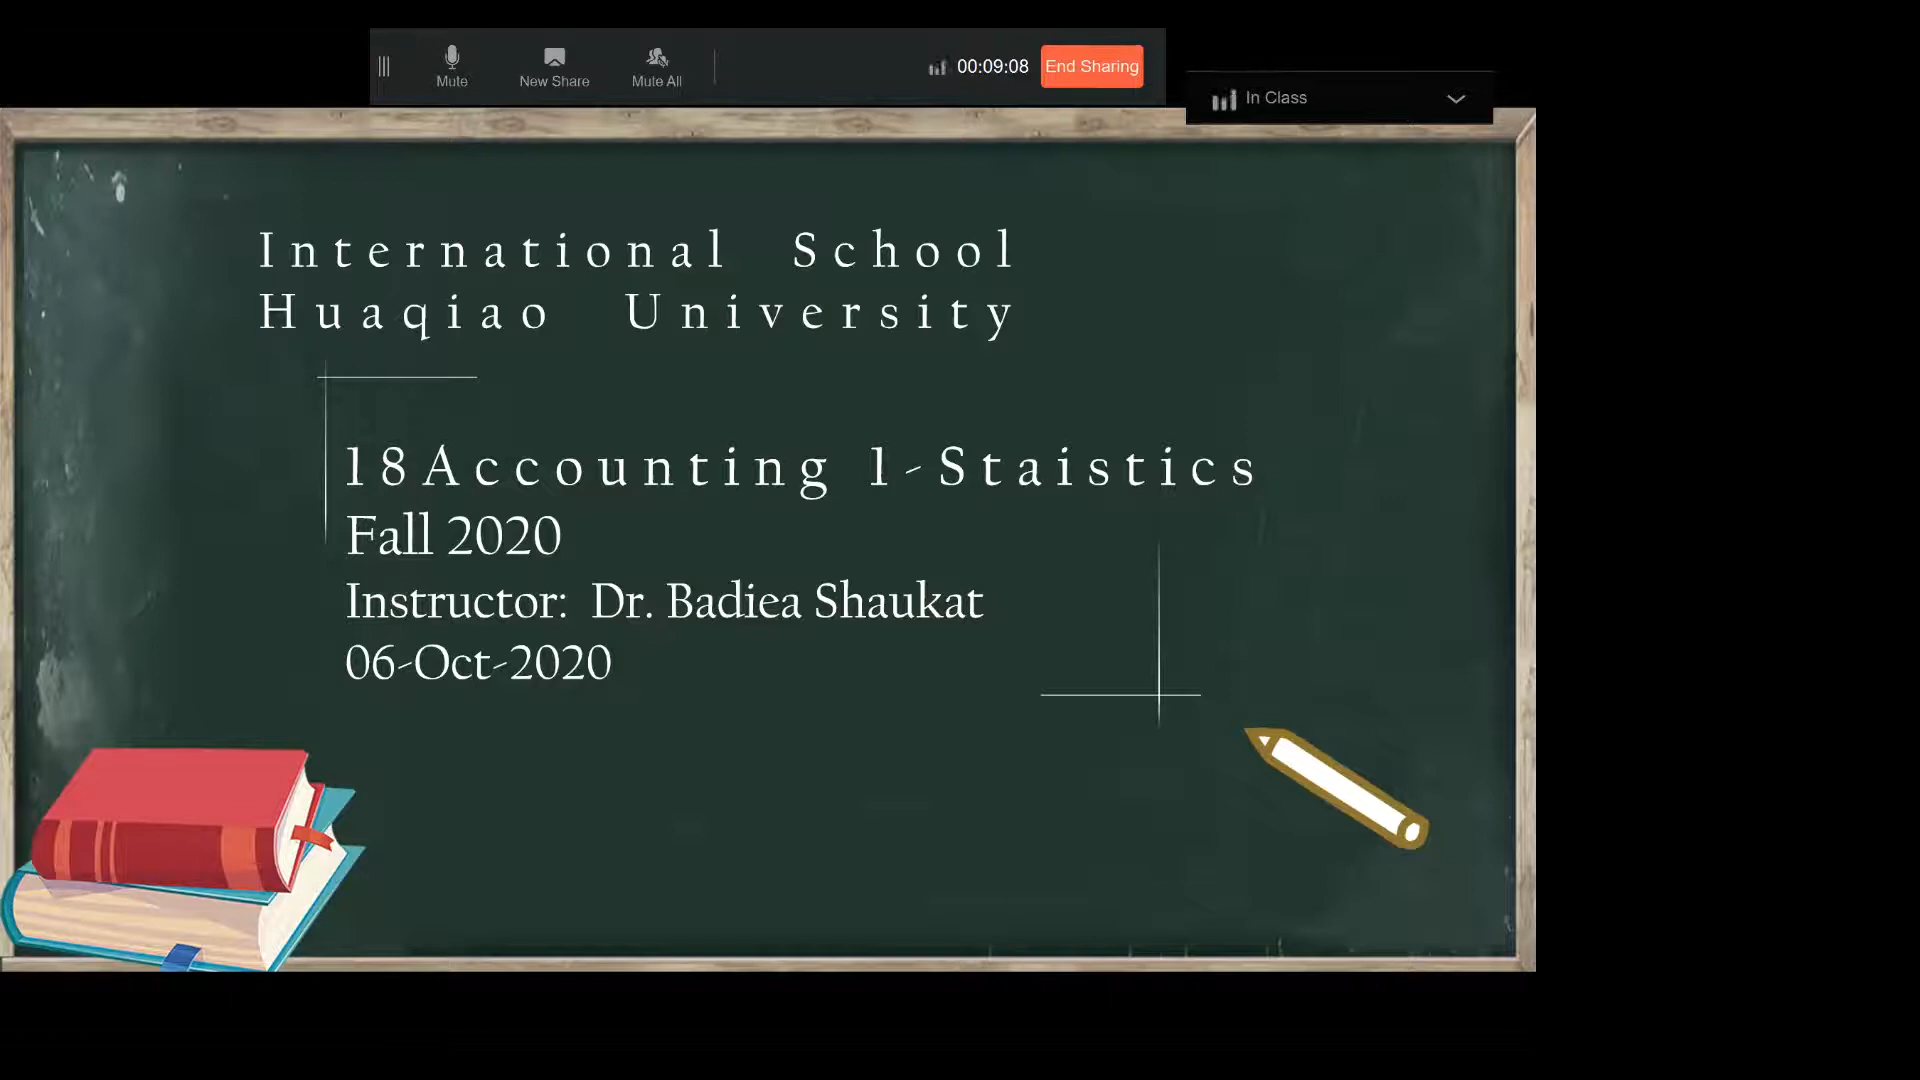 Mute
New Share
Mute All
00:09:08
End Sharing
In Class
International School
Huaqiao University
18Accounting 1-Staistics
Fall 2020
Instructor: Dr. Badiea Shaukat
06-Oct-2020